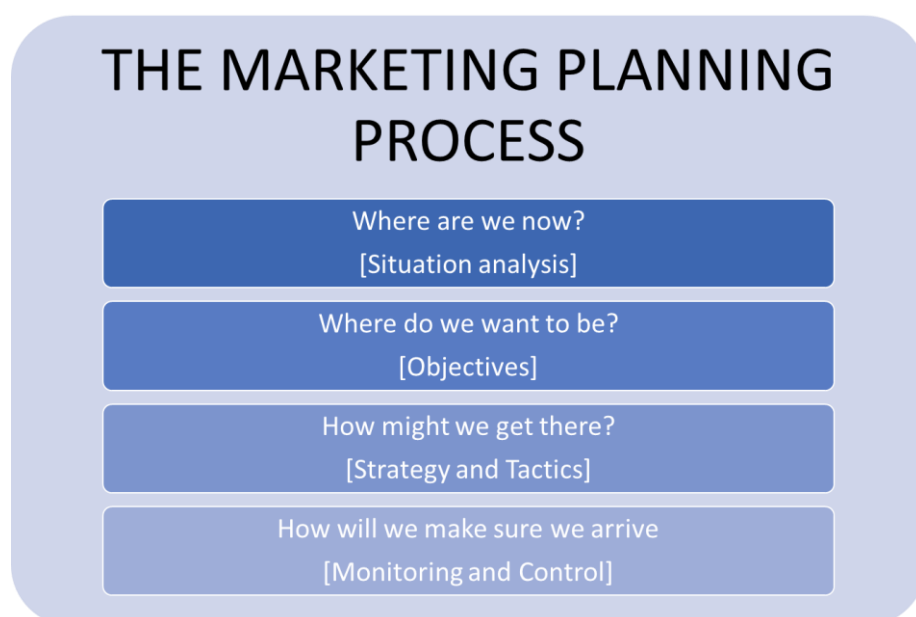 THE MARKETING PLANNING
PROCESS
Where are we now?
[Situation analysis]
Where do we want to be?
[Objectives]
How might we get there?
[Strategy and Tactics]
How will we make sure we arrive
[Monitoring and Control]